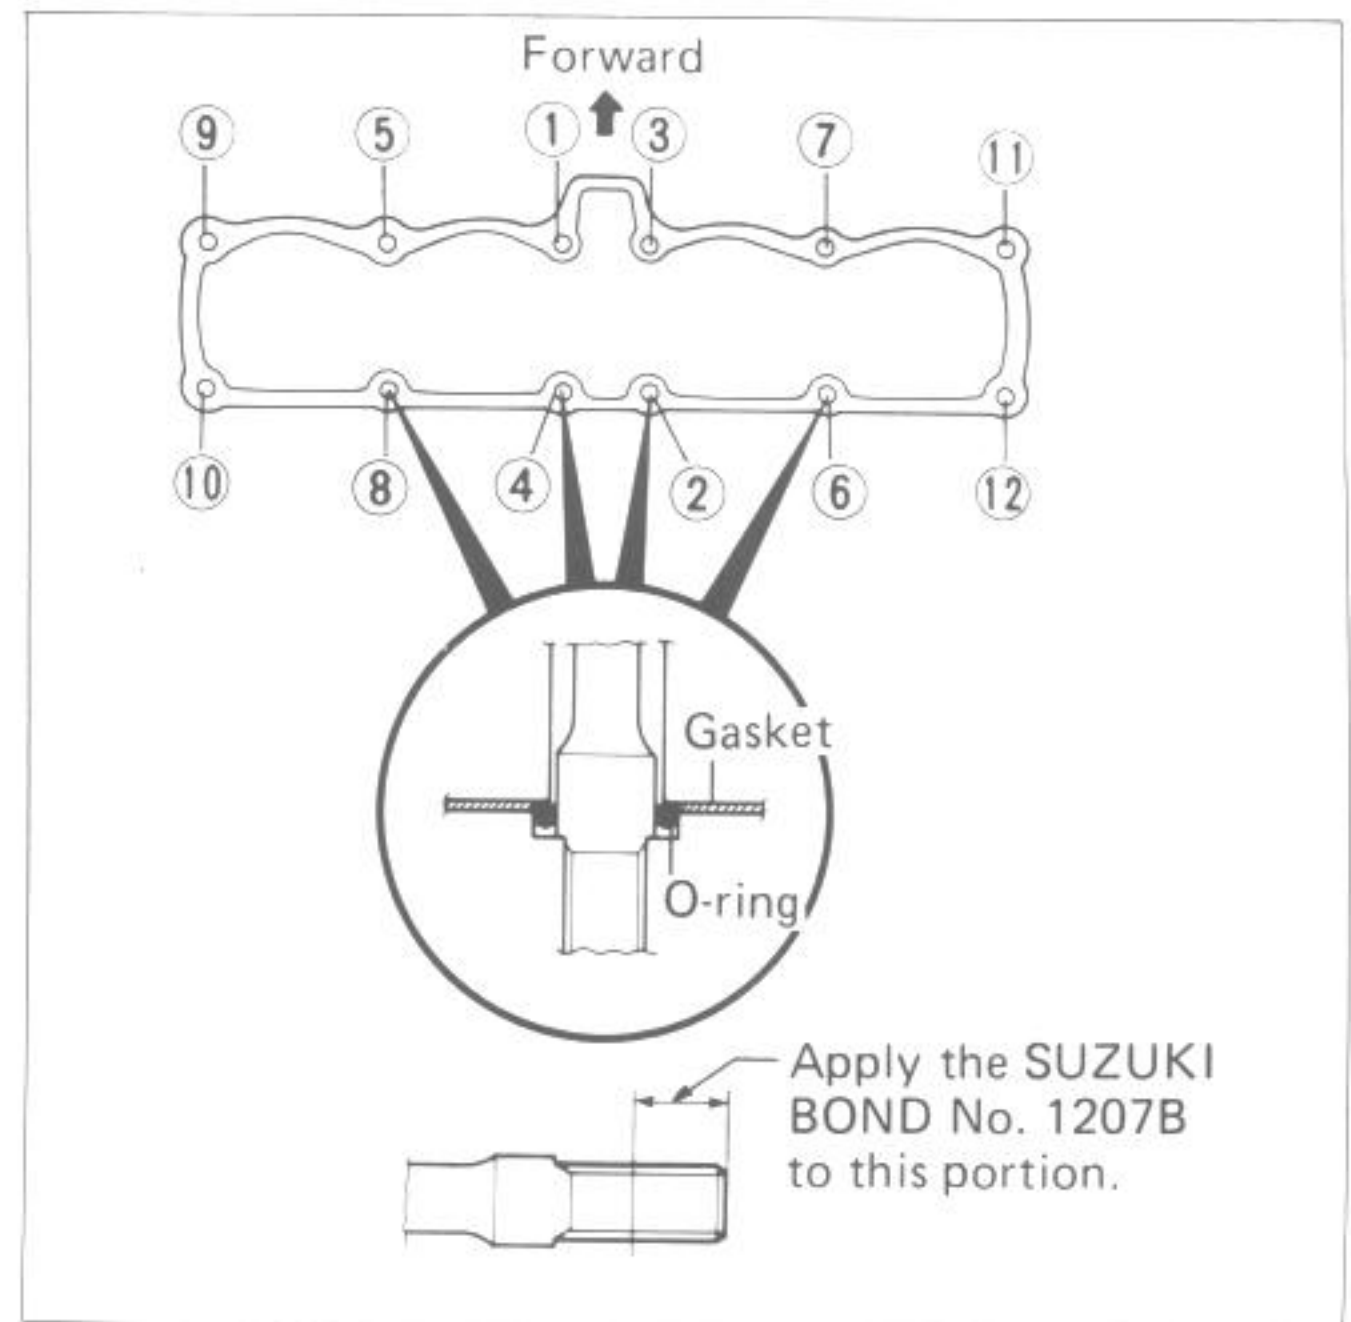 Forward
9 5 1 3 7 11
10 8 4 2 6 12
Gasket
O-ring
Apply the SUZUKI
BOND No. 1207B
to this portion.